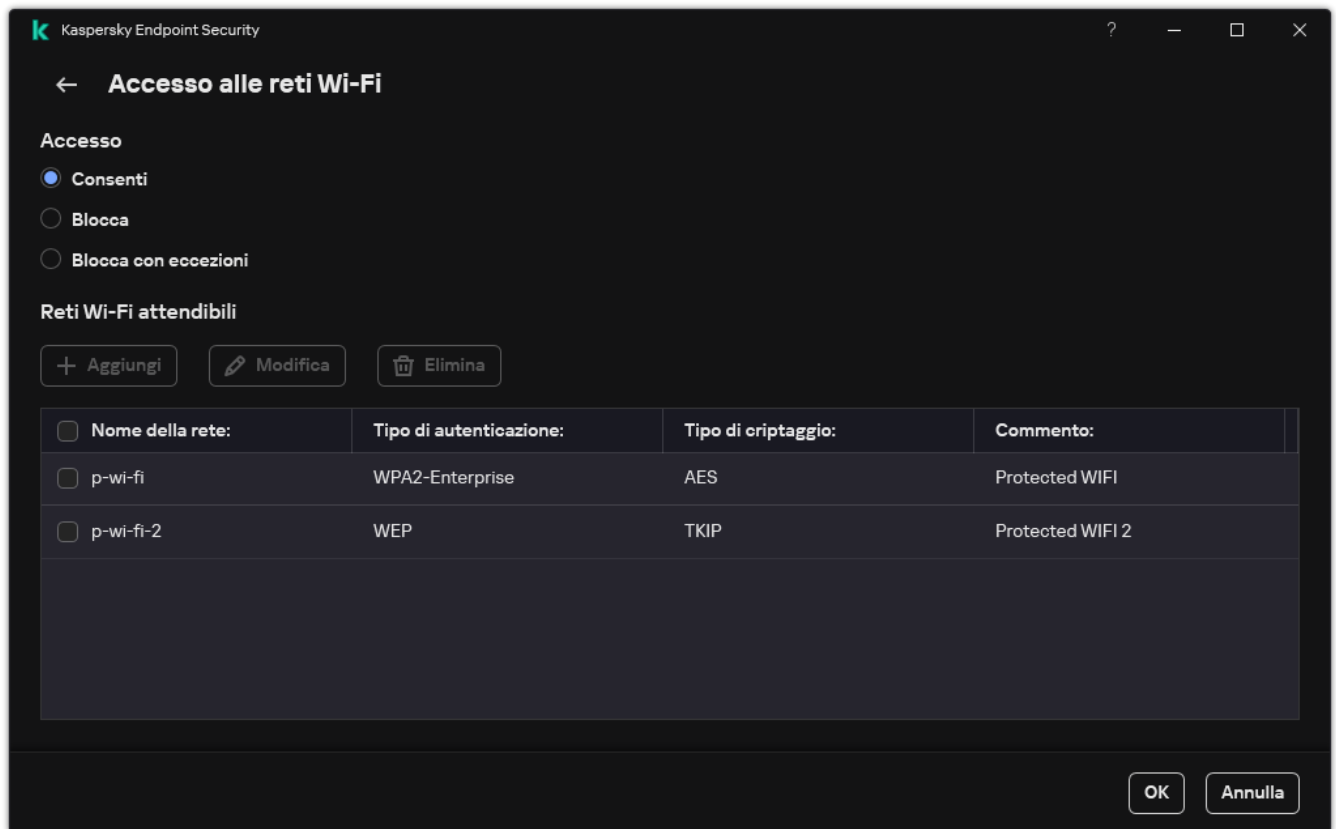 Kaspersky Endpoint Security ?
Accesso alle reti Wi-Fi
Accesso
Consenti
Blocca
Blocca con eccezioni
Reti Wi-Fi attendibili
Aggiungi Modifica Elimina
Nome della rete: Tipo di autenticazione: Tipo di criptaggio: Commento:
p-wi-fi WPA2-Enterprise AES Protected WIFI
p-wi-fi-2 WEP TKIP Protected WIFI 2
OK Annulla